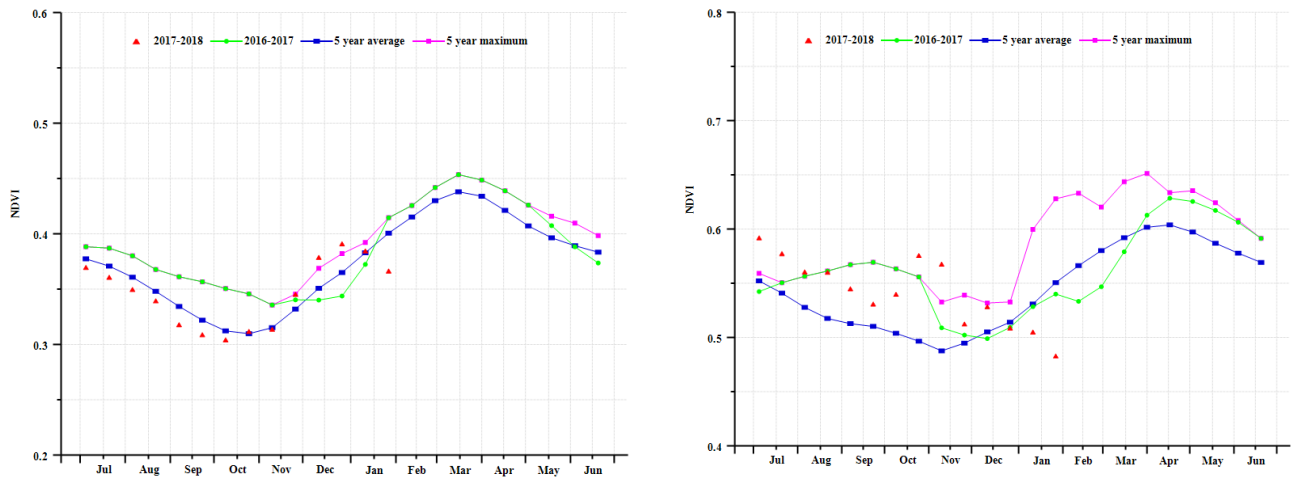 0.6
2017-2018 2016-2017 5 year average 5 year maximum
0.5
NDVI
0.4
0.3
0.2
Jul Aug Sep Oct Nov Dec Jan Feb Mar Apr May Jun
0.8
2017-2018 2016-2017 5 year average 5 year maximum
0.7
NDVI
0.6
0.5
0.4
Jul Aug Sep Oct Nov Dec Jan Feb Mar Apr May Jun